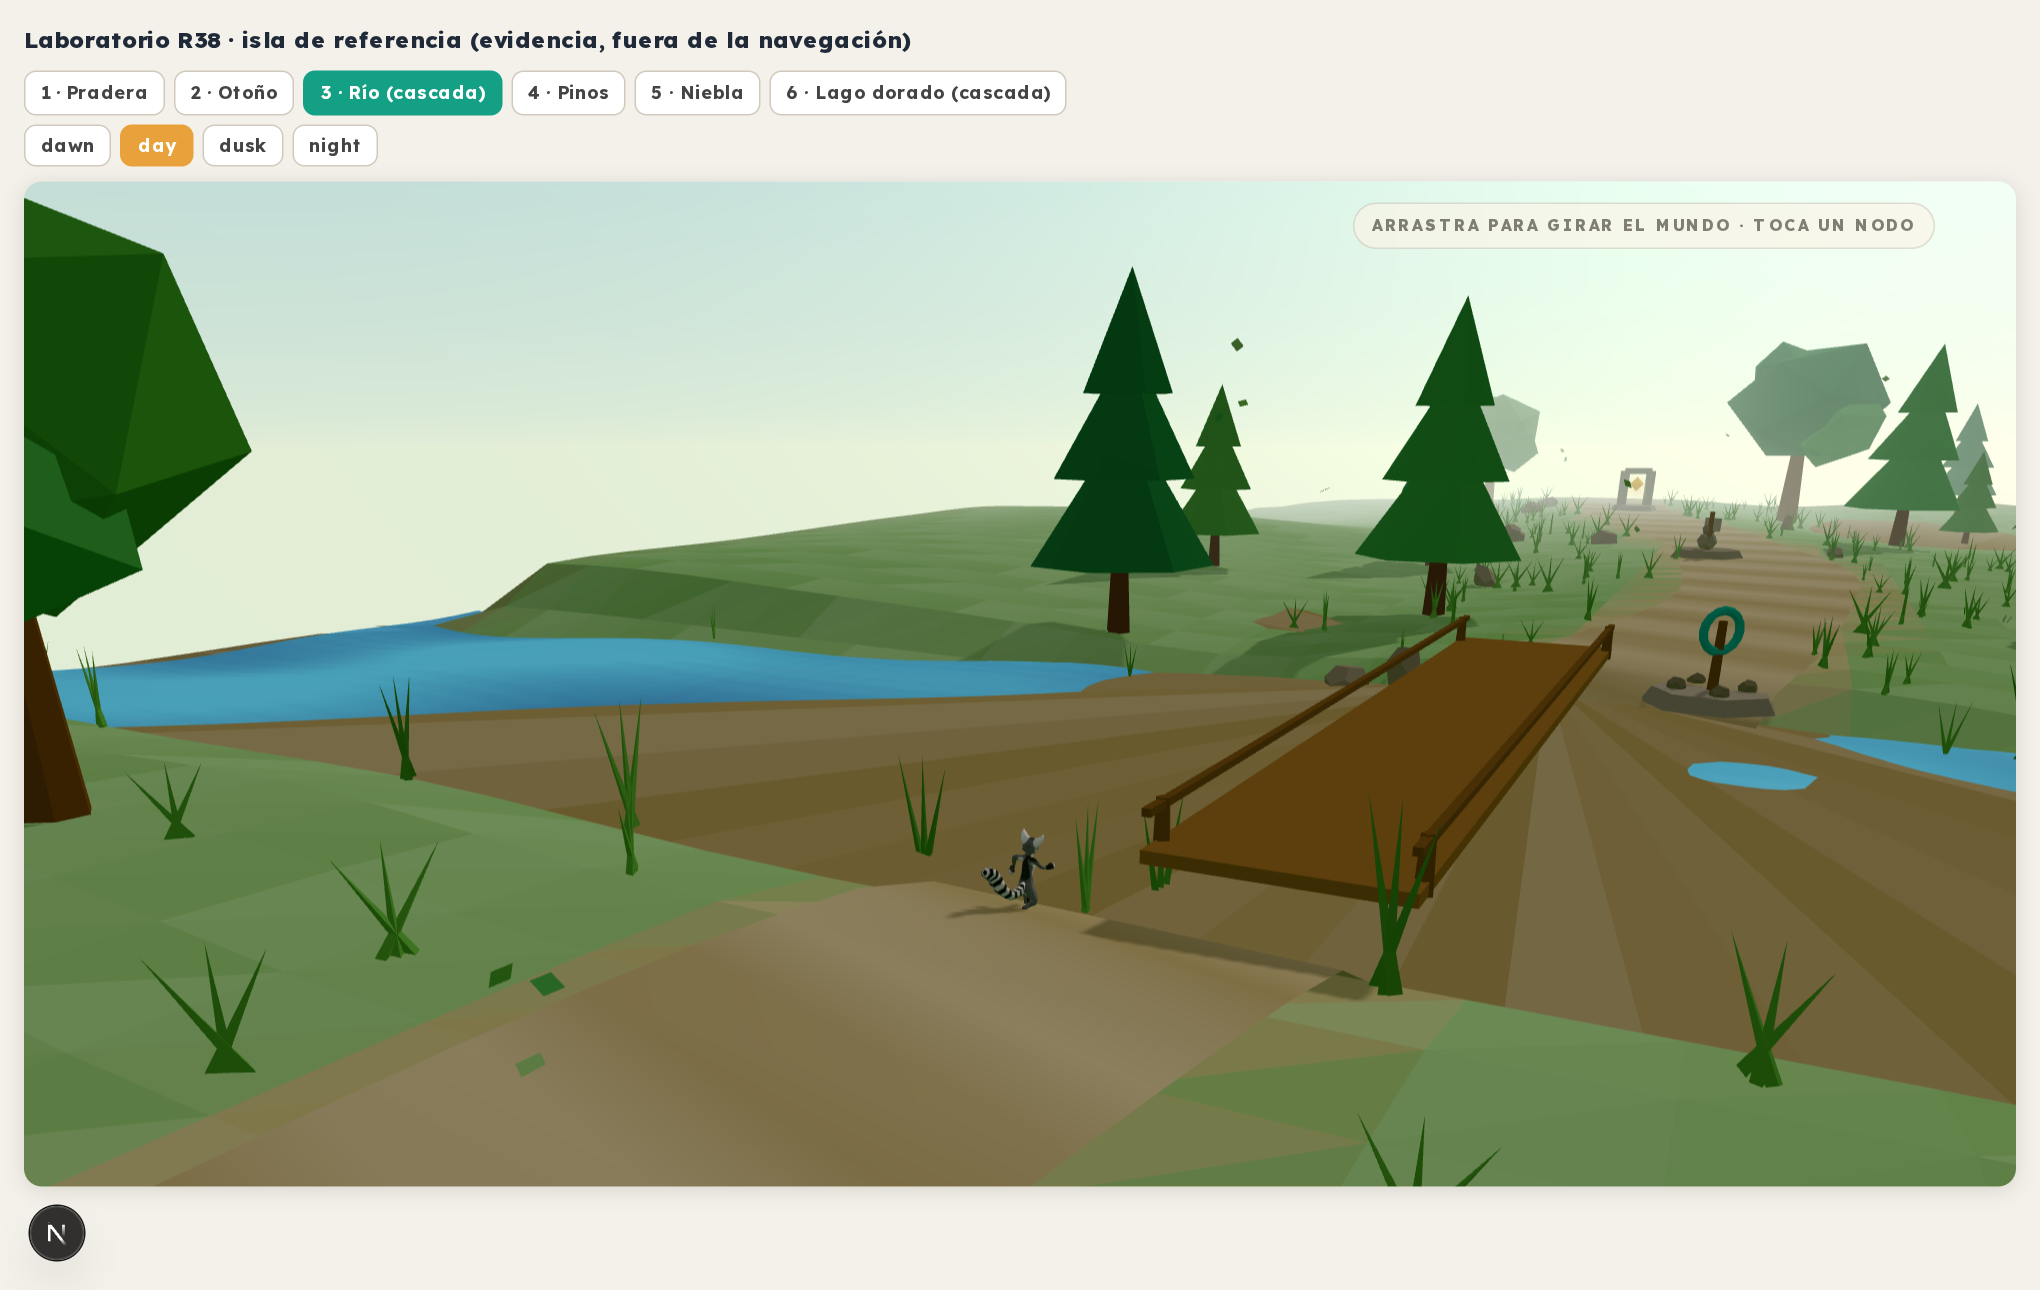 Laboratorio R38 · isla de referencia (evidencia, fuera de la navegación)
1 · Pradera 2 · Otoño 3 · Río (cascada) 4 · Pinos 5 · Niebla 6 · Lago dorado (cascada)
dawn day dusk night
ARRASTRA PARA GIRAR EL MUNDO · TOCA UN NODO
N